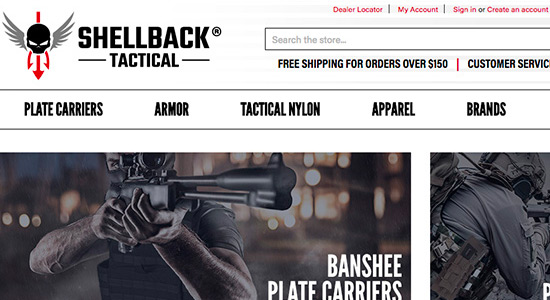 Dealer Locator | My Account | Sign in or Create an account
SHELLBACK®
TACTICAL
Search the store...
FREE SHIPPING FOR ORDERS OVER $150 | CUSTOMER SERVIC
PLATE CARRIERS ARMOR TACTICAL NYLON APPAREL BRANDS
BANSHEE
PLATE CARRIERS